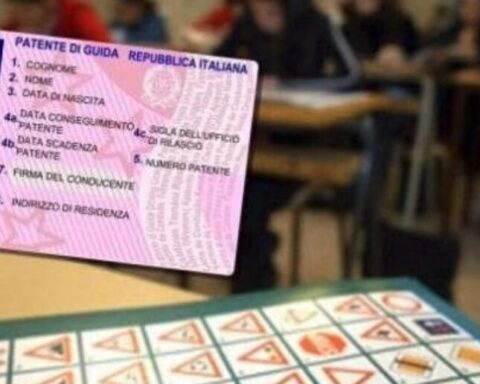 PATENTE DI GUIDA REPUBBLICA ITALIANA
1. COGNOME
2. NOME
3. DATA DI NASCITA
4a. DATA CONSEGUIMENTO PATENTE
4c. SIGLA DELL'UFFICIO DI RILASCIO
4b. DATA SCADENZA PATENTE
5. NUMERO PATENTE
7. FIRMA DEL CONDUCENTE
INDIRIZZO DI RESIDENZA